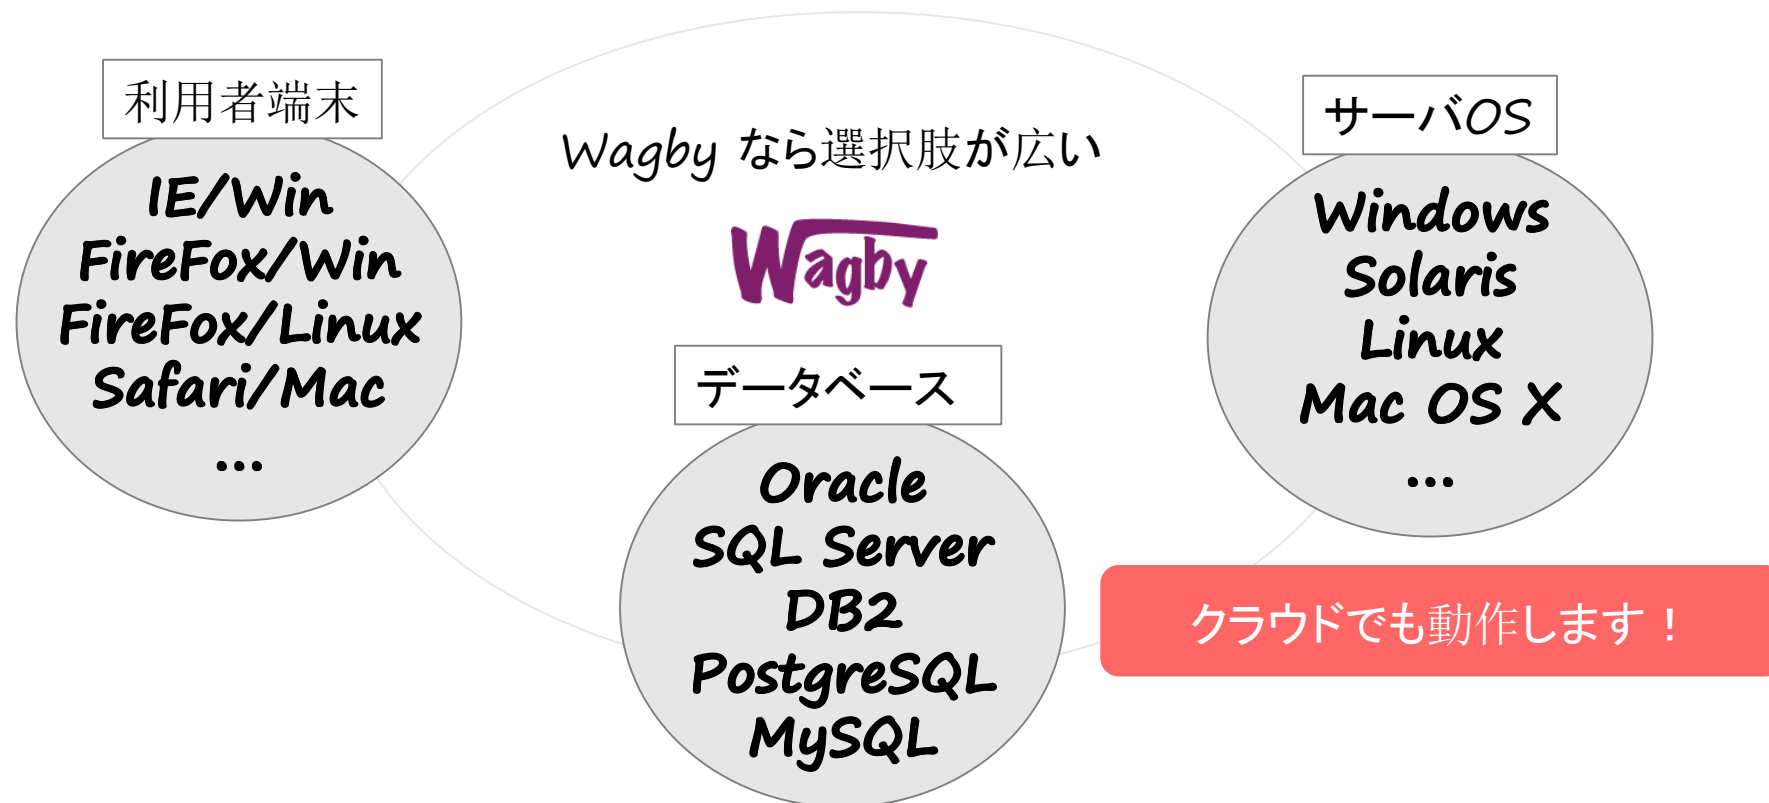 利用者端末
IE/Win
FireFox/Win
FireFox/Linux
Safari/Mac
...
Wagby なら選択肢が広い
Wagby
データベース
Oracle
SQL Server
DB2
PostgreSQL
MySQL
サーバOS
Windows
Solaris
Linux
Mac OS X
...
クラウドでも動作します！